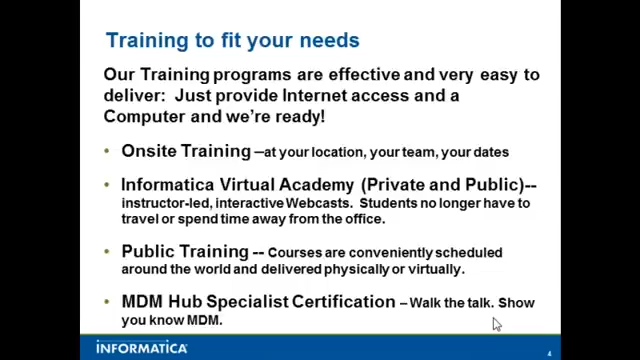 Training to fit your needs
Our Training programs are effective and very easy to
deliver: Just provide Internet access and a
Computer and we're ready!
• Onsite Training –at your location, your team, your dates
• Informatica Virtual Academy (Private and Public)--
instructor-led, interactive Webcasts. Students no longer have to
travel or spend time away from the office.
• Public Training -- Courses are conveniently scheduled
around the world and delivered physically or virtually.
• MDM Hub Specialist Certification – Walk the talk. Show
you know MDM.
INFORMATICA
4